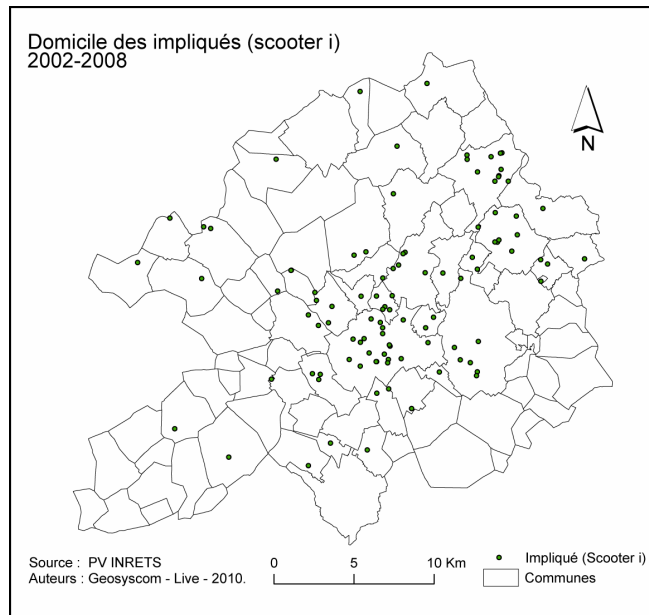 Domicile des impliqués (scooter i)
2002-2008
N
Source : PV INRETS
Auteurs : Geosyscom - Live - 2010.
0 5 10 Km
Impliqué (Scooter i)
Communes